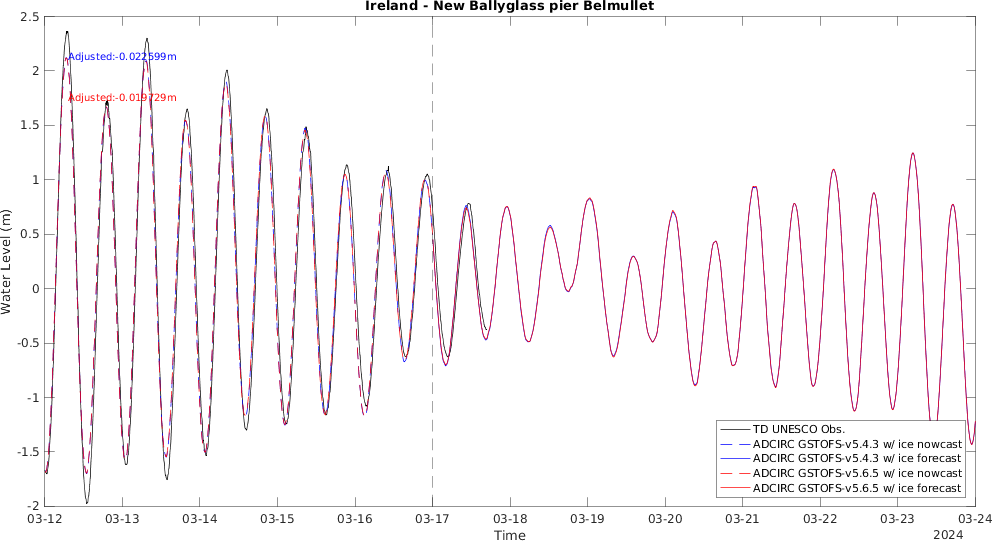 Ireland - New Ballyglass pier Belmullet
2.5
2
1.5
1
0.5
0
-0.5
-1
-1.5
-2
Water Level (m)
Adjusted:-0.022599m
Adjusted:-0.019729m
TD UNESCO Obs.
ADCIRC GSTOFS-v5.4.3 w/ ice nowcast
ADCIRC GSTOFS-v5.4.3 w/ ice forecast
ADCIRC GSTOFS-v5.6.5 w/ ice nowcast
ADCIRC GSTOFS-v5.6.5 w/ ice forecast
03-12 03-13 03-14 03-15 03-16 03-17 03-18 03-19 03-20 03-21 03-22 03-23 03-24
Time
2024